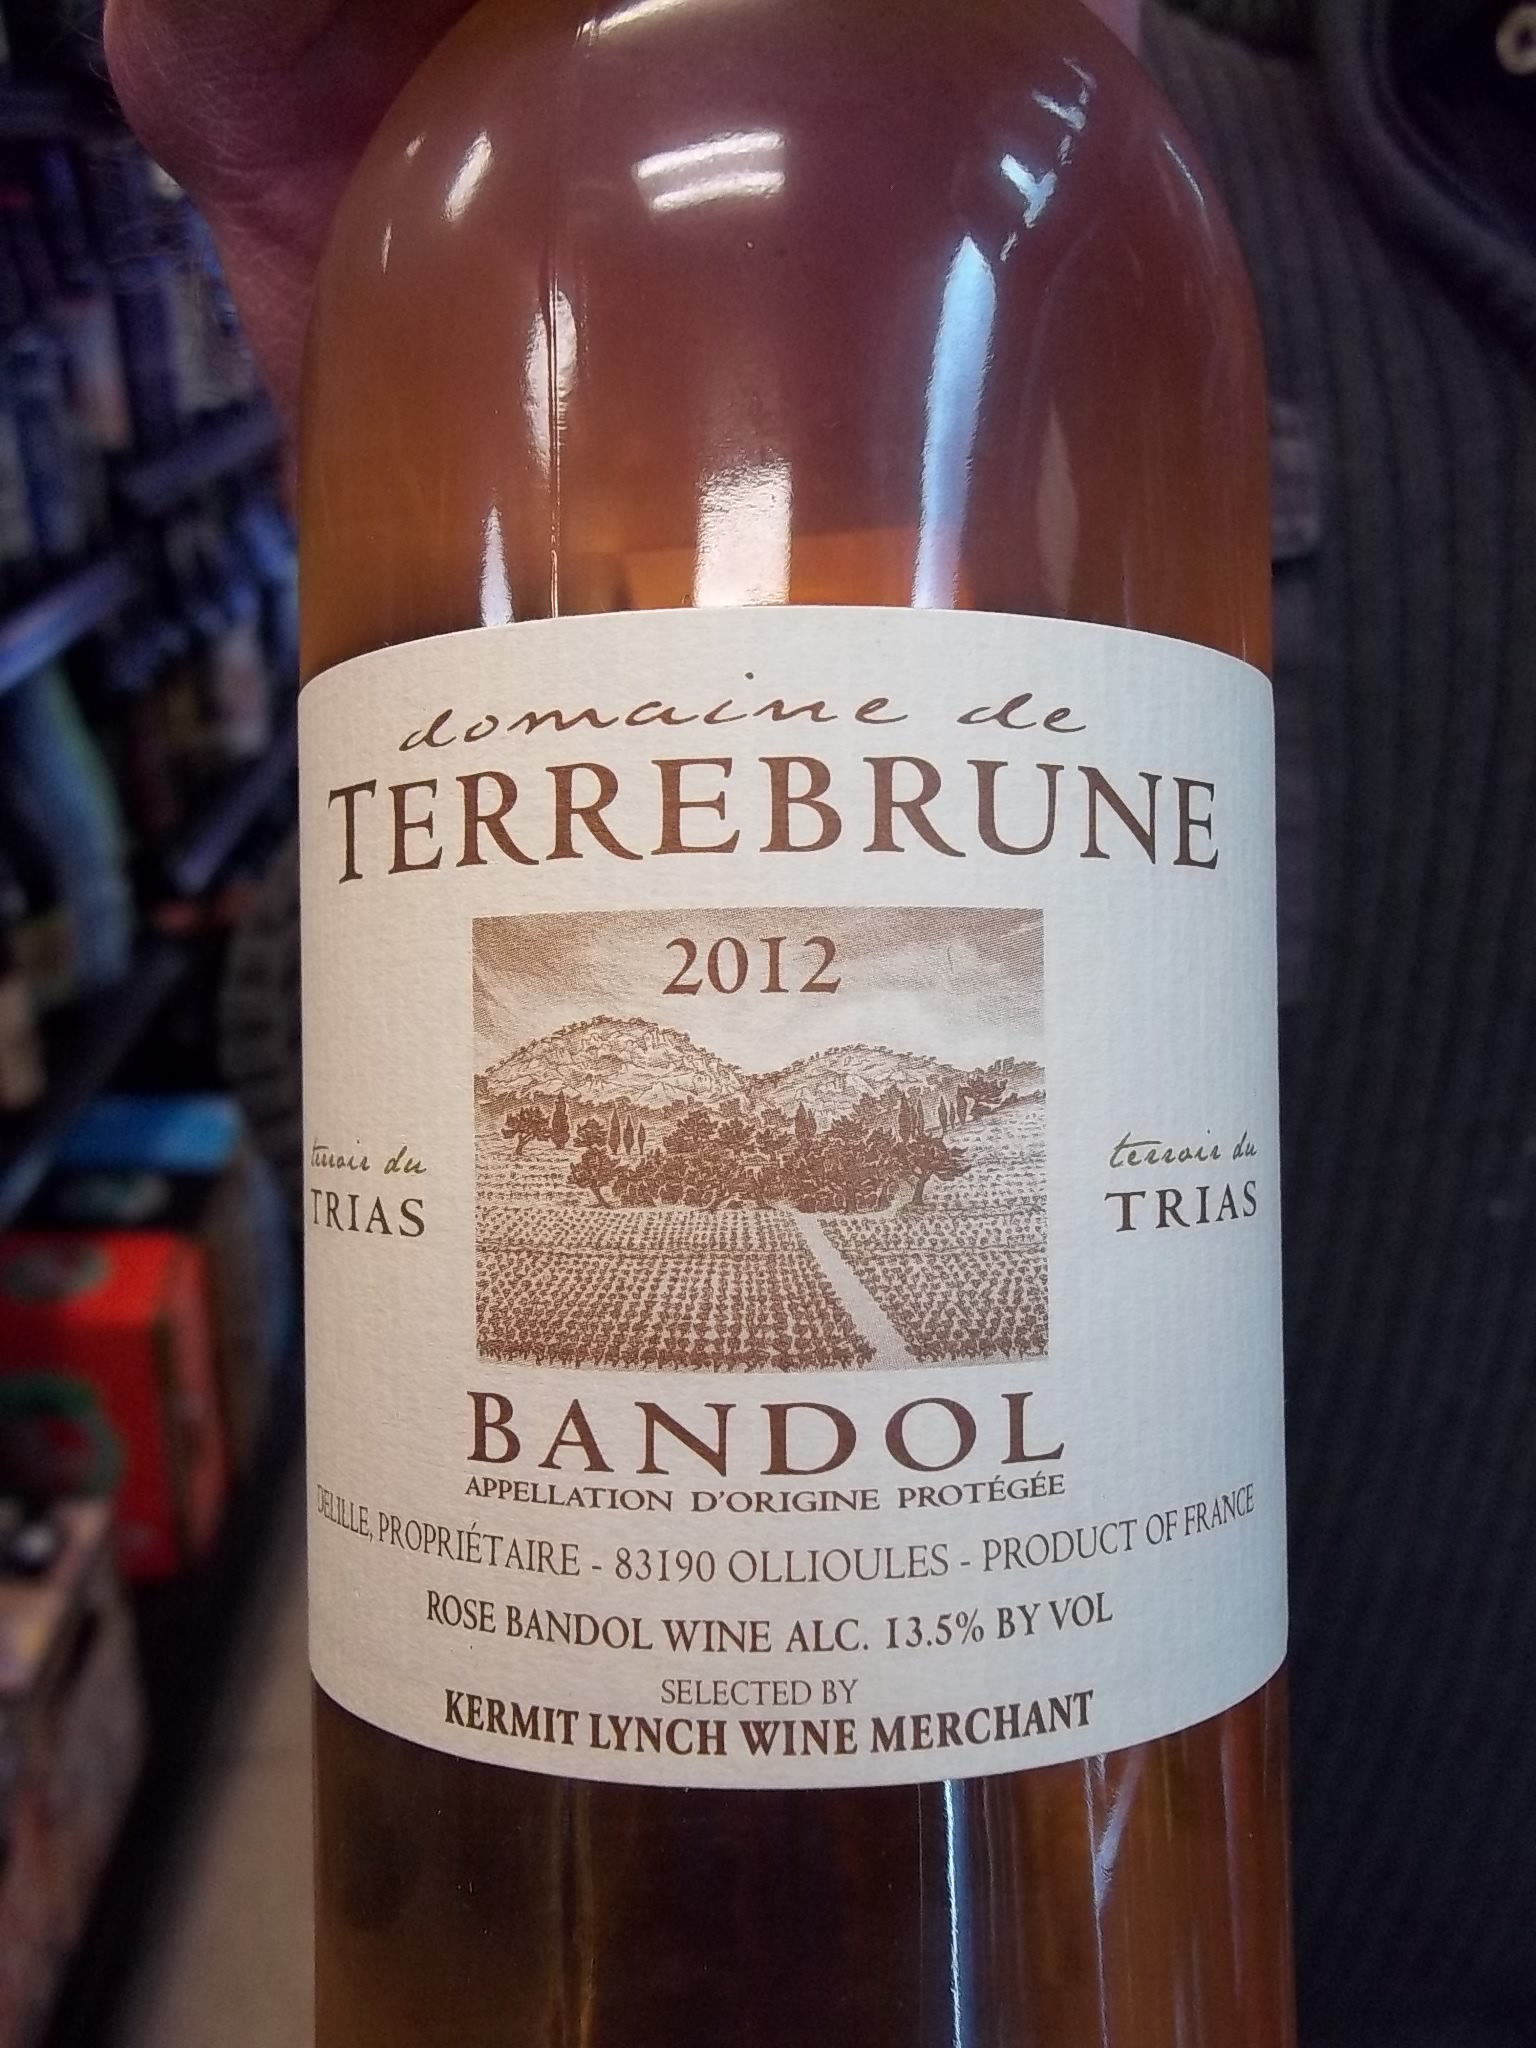 domaine de
TERREBRUNE
2012
terroir du
TRIAS
terroir du
TRIAS
BANDOL
APPELLATION D'ORIGINE PROTÉGÉE
DELILLE, PROPRIÉTAIRE - 83190 OLLIOULES - PRODUCT OF FRANCE
ROSE BANDOL WINE ALC. 13.5% BY VOL
SELECTED BY
KERMIT LYNCH WINE MERCHANT